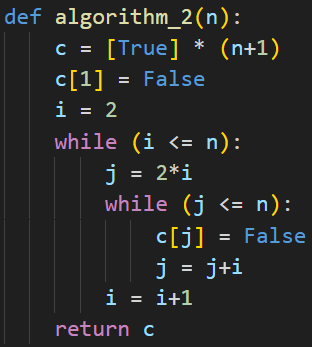 def algorithm_2(n):
    c = [True] * (n+1)
    c[1] = False
    i = 2
    while (i <= n):
        j = 2*i
        while (j <= n):
            c[j] = False
            j = j+i
        i = i+1
    return c